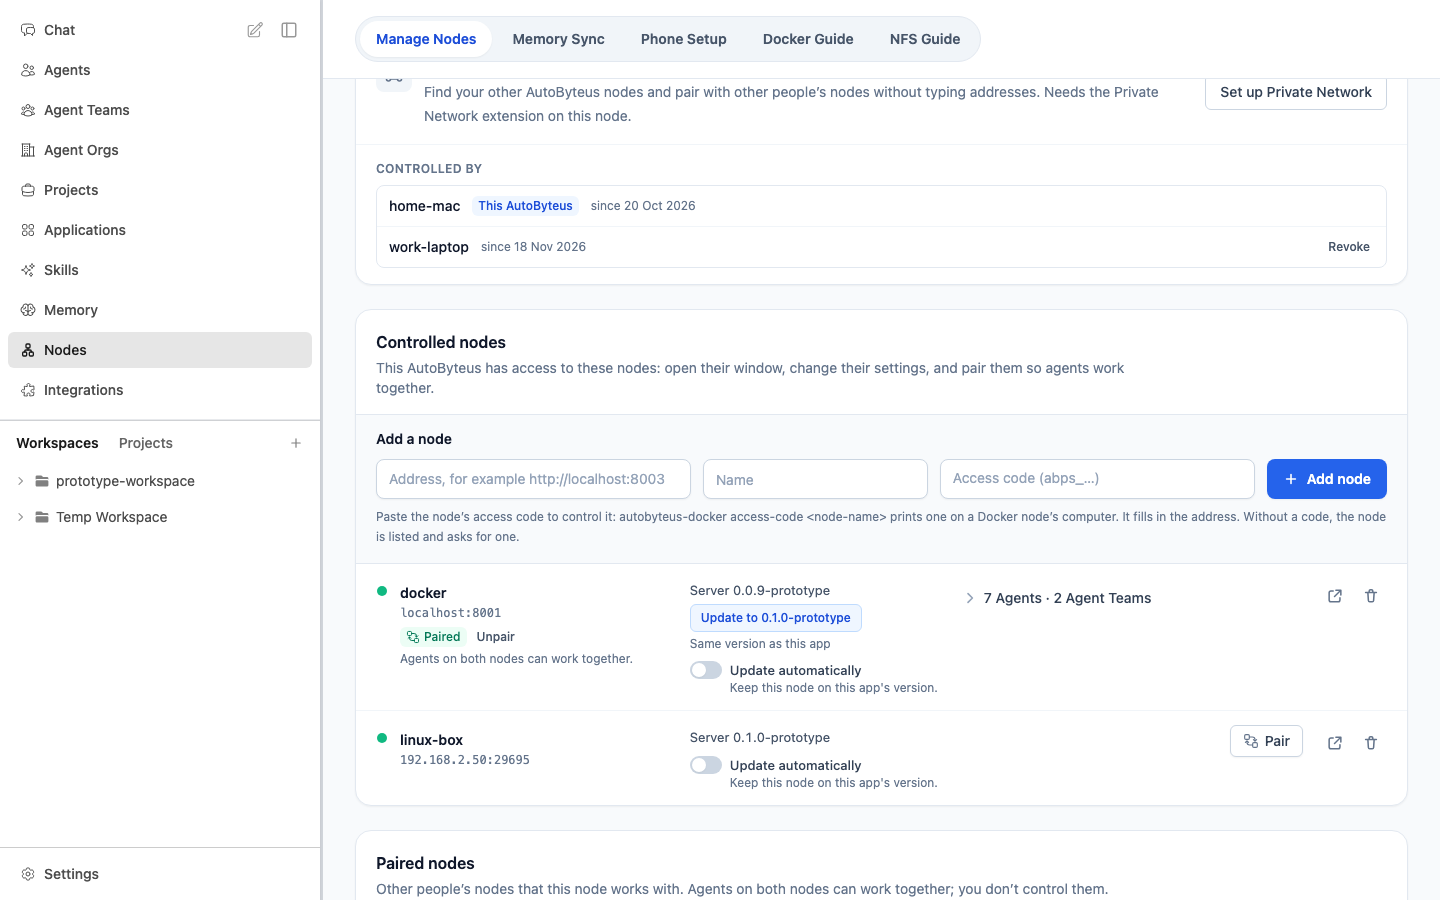 Chat
Agents
Agent Teams
Agent Orgs
Projects
Applications
Skills
Memory
Nodes
Integrations
Workspaces Projects
prototype-workspace
Temp Workspace
Settings
Manage Nodes Memory Sync Phone Setup Docker Guide NFS Guide
Find your other AutoByteus nodes and pair with other people’s nodes without typing addresses. Needs the Private
Network extension on this node.
Set up Private Network
CONTROLLED BY
home-mac This AutoByteus since 20 Oct 2026
work-laptop since 18 Nov 2026 Revoke
Controlled nodes
This AutoByteus has access to these nodes: open their window, change their settings, and pair them so agents work
together.
Add a node
Address, for example http://localhost:8003 Name Access code (abps_...) + Add node
Paste the node’s access code to control it: autobyteus-docker access-code <node-name> prints one on a Docker node’s computer. It fills in the address. Without a code, the node
is listed and asks for one.
docker
localhost:8001
Paired Unpair
Agents on both nodes can work together.
Server 0.0.9-prototype
Update to 0.1.0-prototype
Same version as this app
Update automatically
Keep this node on this app's version.
7 Agents · 2 Agent Teams
linux-box
192.168.2.50:29695
Server 0.1.0-prototype
Update automatically
Keep this node on this app's version.
Pair
Paired nodes
Other people’s nodes that this node works with. Agents on both nodes can work together; you don’t control them.